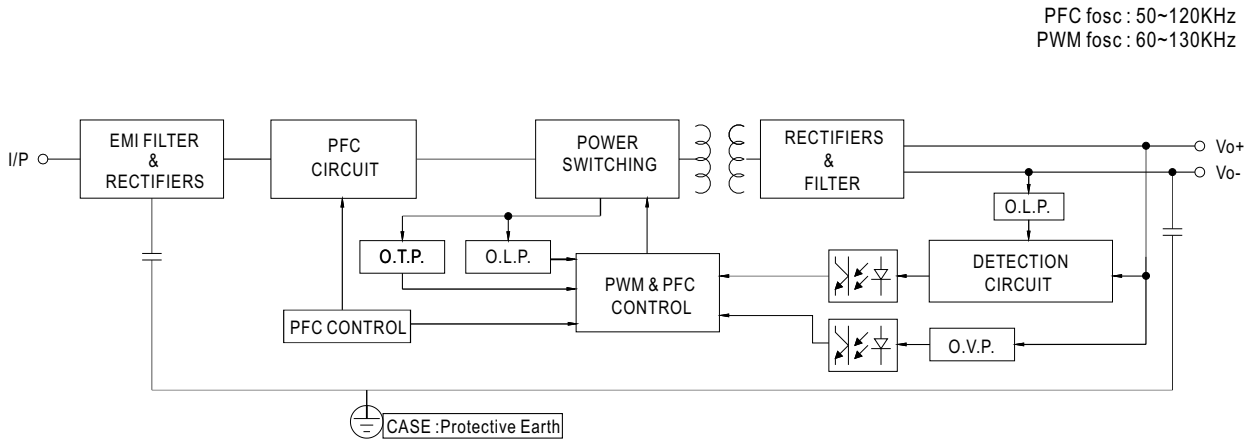 PFC fosc : 50~120KHz
PWM fosc : 60~130KHz
I/P
EMI FILTER
&
RECTIFIERS
PFC
CIRCUIT
POWER
SWITCHING
RECTIFIERS
&
FILTER
Vo+
Vo-
O.L.P.
O.T.P.
O.L.P.
PWM & PFC
CONTROL
DETECTION
CIRCUIT
PFC CONTROL
O.V.P.
CASE : Protective Earth